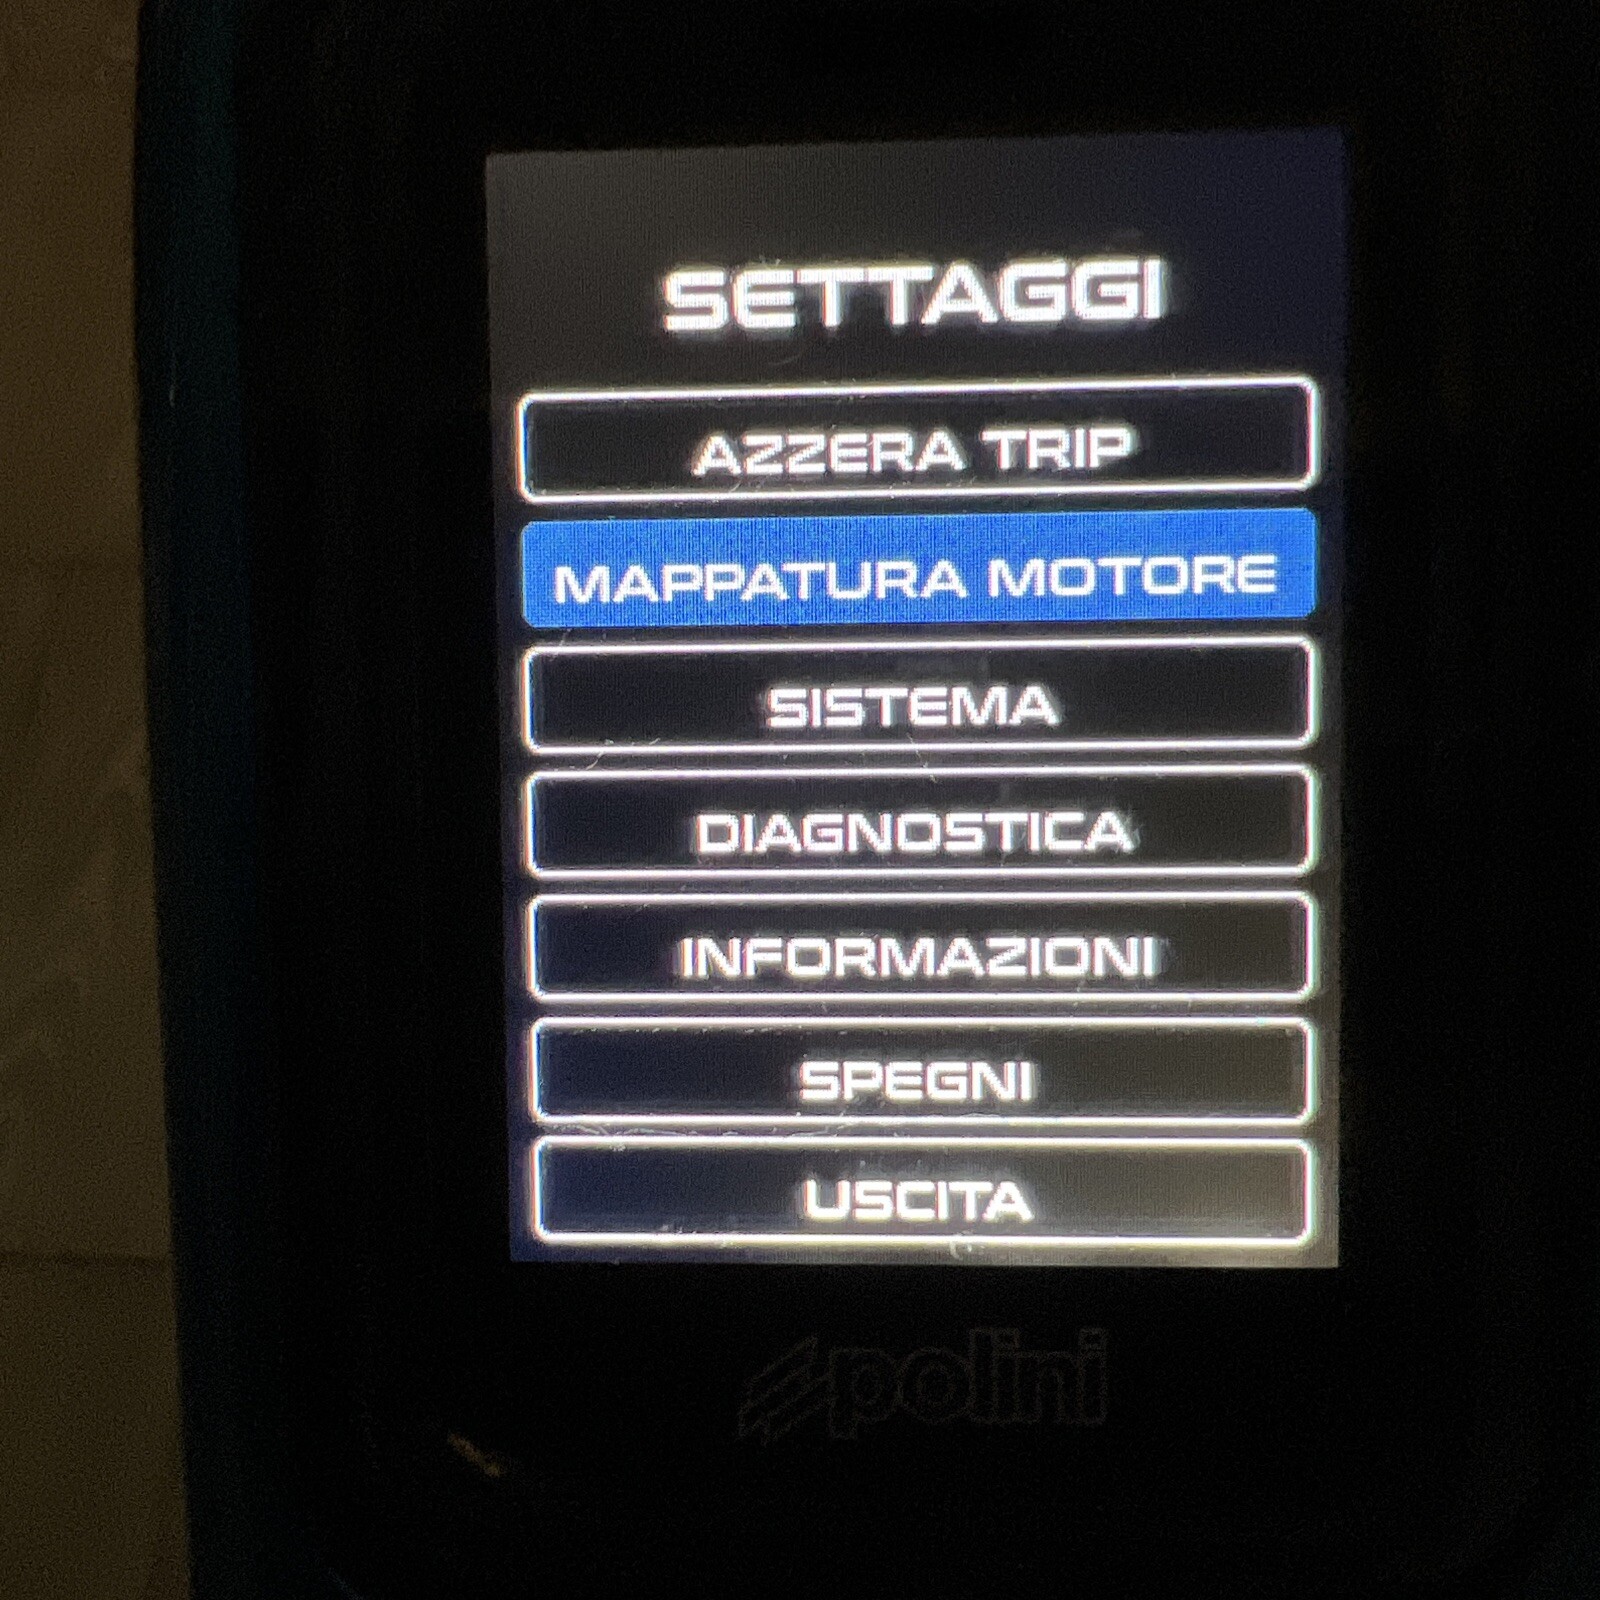 SETTAGGI
AZZERA TRIP
MAPPATURA MOTORE
SISTEMA
DIAGNOSTICA
INFORMAZIONI
SPEGNI
USCITA
polini